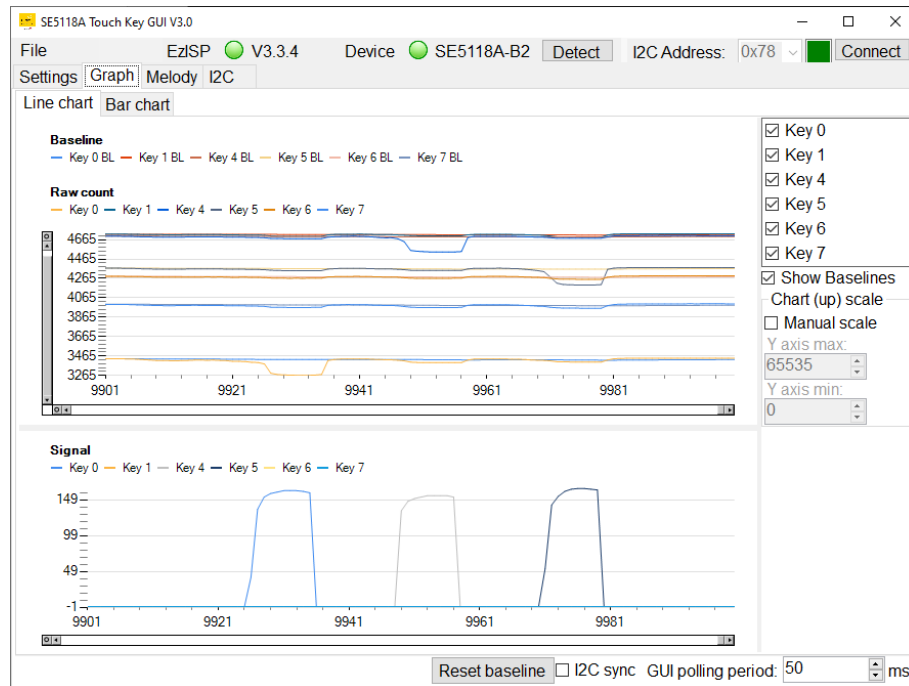 SE5118A Touch Key GUI V3.0
File EzISP V3.3.4 Device SE5118A-B2 Detect I2C Address: 0x78 Connect
Settings Graph Melody I2C
Line chart Bar chart
Baseline
Key 0 BL Key 1 BL Key 4 BL Key 5 BL Key 6 BL Key 7 BL
Raw count
Key 0 Key 1 Key 4 Key 5 Key 6 Key 7
4665
4465
4265
4065
3865
3665
3465
3265
9901 9921 9941 9961 9981
Key 0
Key 1
Key 4
Key 5
Key 6
Key 7
Show Baselines
Chart (up) scale
Manual scale
Y axis max:
65535
Y axis min:
0
Signal
Key 0 Key 1 Key 4 Key 5 Key 6 Key 7
149
99
49
-1
9901 9921 9941 9961 9981
Reset baseline I2C sync GUI polling period: 50 ms